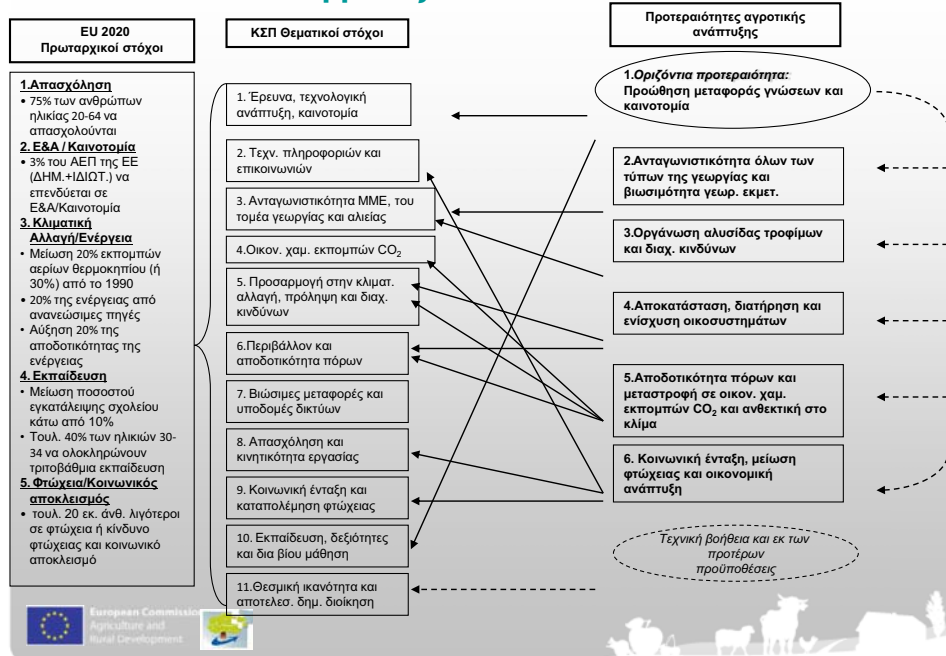 EU 2020
Πρωταρχικοί στόχοι
1.Απασχόληση
• 75% των ανθρώπων
ηλικίας 20-64 να
απασχολούνται
2. Ε&Α / Καινοτομία
• 3% του ΑΕΠ της ΕΕ
(ΔΗΜ.+ΙΔΙΩΤ.) να
επενδύεται σε
Ε&Α/Καινοτομία
3. Κλιματική
Αλλαγή/Ενέργεια
• Μείωση 20% εκπομπών
αερίων θερμοκηπίου (ή
30%) από το 1990
• 20% της ενέργειας από
ανανεώσιμες πηγές
• Αύξηση 20% της
αποδοτικότητας της
ενέργειας
4. Εκπαίδευση
• Μείωση ποσοστού
εγκατάλειψης σχολείου
κάτω από 10%
• Τουλ. 40% των ηλικιών 30-
34 να ολοκληρώνουν
τριτοβάθμια εκπαίδευση
5. Φτώχεια/Κοινωνικός
αποκλεισμός
• τουλ. 20 εκ. άνθ. λιγότεροι
σε φτώχεια ή κίνδυνο
φτώχειας και κοινωνικό
αποκλεισμό
ΚΣΠ Θεματικοί στόχοι
1. Έρευνα, τεχνολογική
ανάπτυξη, καινοτομία
2. Τεχν. πληροφοριών και
επικοινωνιών
3. Ανταγωνιστικότητα ΜΜΕ, του
τομέα γεωργίας και αλιείας
4.Οικον. χαμ. εκπομπών CO2
5. Προσαρμογή στην κλιματ.
αλλαγή, πρόληψη και διαχ.
κινδύνων
6.Περιβάλλον και
αποδοτικότητα πόρων
7. Βιώσιμες μεταφορές και
υποδομές δικτύων
8. Απασχόληση και
κινητικότητα εργασίας
9. Κοινωνική ένταξη και
καταπολέμηση φτώχειας
10. Εκπαίδευση, δεξιότητες
και δια βίου μάθηση
11.Θεσμική ικανότητα και
αποτελεσ. δημ. διοίκηση
Προτεραιότητες αγροτικής
ανάπτυξης
1.Οριζόντια προτεραιότητα:
Προώθηση μεταφοράς γνώσεων και
καινοτομία
2.Ανταγωνιστικότητα όλων των
τύπων της γεωργίας και
βιωσιμότητα γεωρ. εκμετ.
3.Οργάνωση αλυσίδας τροφίμων
και διαχ. κινδύνων
4.Αποκατάσταση, διατήρηση και
ενίσχυση οικοσυστημάτων
5.Αποδοτικότητα πόρων και
μεταστροφή σε οικον. χαμ.
εκπομπών CO2 και ανθεκτική στο
κλίμα
6. Κοινωνική ένταξη, μείωση
φτώχειας και οικονομική
ανάπτυξη
Τεχνική βοήθεια και εκ των
προτέρων
προϋποθέσεις
European Commission
Agriculture and
Rural Development